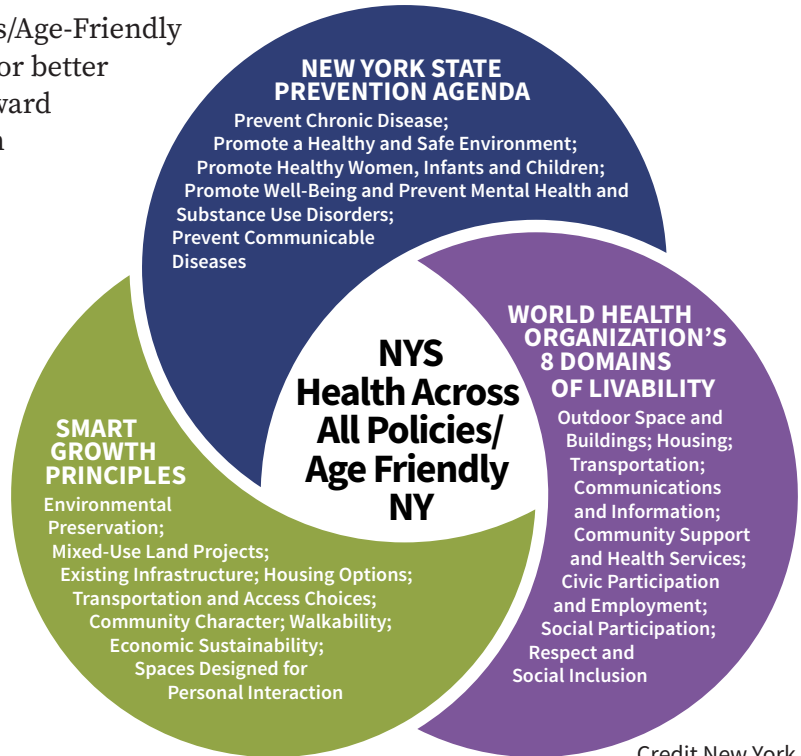 s/Age-Friendly
or better
ward
NEW YORK STATE
PREVENTION AGENDA
Prevent Chronic Disease;
Promote a Healthy and Safe Environment;
Promote Healthy Women, Infants and Children;
Promote Well-Being and Prevent Mental Health and
Substance Use Disorders;
Prevent Communicable
Diseases
NYS
Health Across
All Policies/
Age Friendly
NY
WORLD HEALTH
ORGANIZATION’S
8 DOMAINS
OF LIVABILITY
Outdoor Space and
Buildings; Housing;
Transportation;
Communications
and Information;
Community Support
and Health Services;
Civic Participation
and Employment;
Social Participation;
Respect and
Social Inclusion
SMART
GROWTH
PRINCIPLES
Environmental
Preservation;
Mixed-Use Land Projects;
Existing Infrastructure; Housing Options;
Transportation and Access Choices;
Community Character; Walkability;
Economic Sustainability;
Spaces Designed for
Personal Interaction
Credit New York